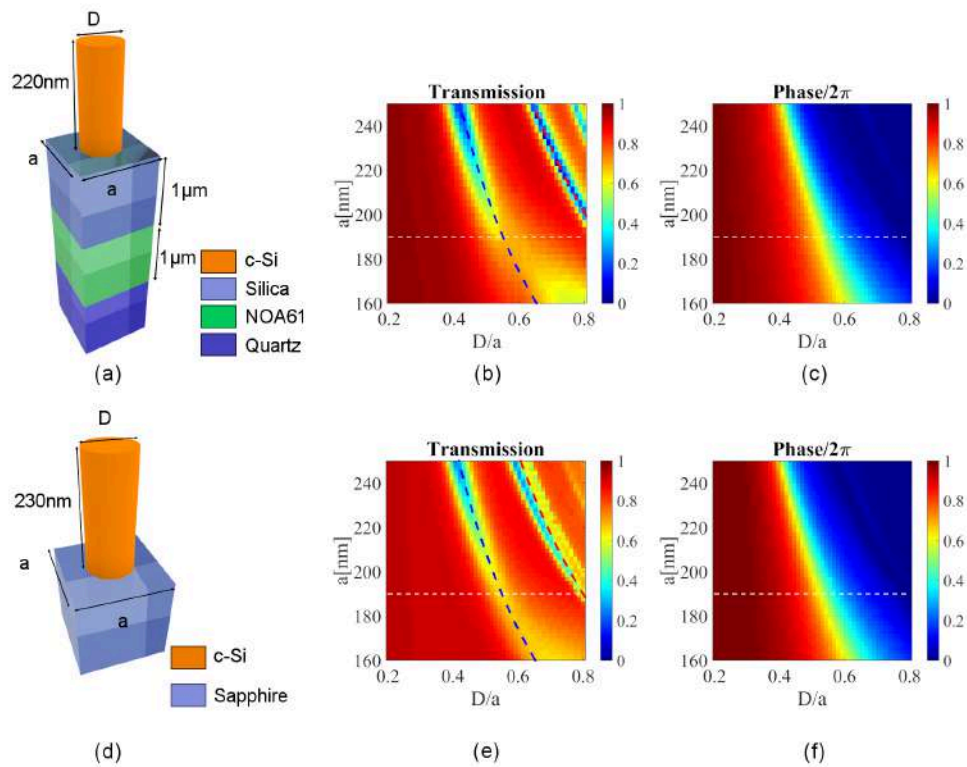 D
220nm
a
a
1μm
1μm
c-Si
Silica
NOA61
Quartz
(a)
Transmission
240
220
200
180
160
a[nm]
0.2 0.4 0.6 0.8
D/a
1
0.8
0.6
0.4
0.2
0
(b)
Phase/2π
240
220
200
180
160
a[nm]
0.2 0.4 0.6 0.8
D/a
1
0.8
0.6
0.4
0.2
0
(c)
D
230nm
a
a
c-Si
Sapphire
(d)
Transmission
240
220
200
180
160
a[nm]
0.2 0.4 0.6 0.8
D/a
1
0.8
0.6
0.4
0.2
0
(e)
Phase/2π
240
220
200
180
160
a[nm]
0.2 0.4 0.6 0.8
D/a
1
0.8
0.6
0.4
0.2
0
(f)